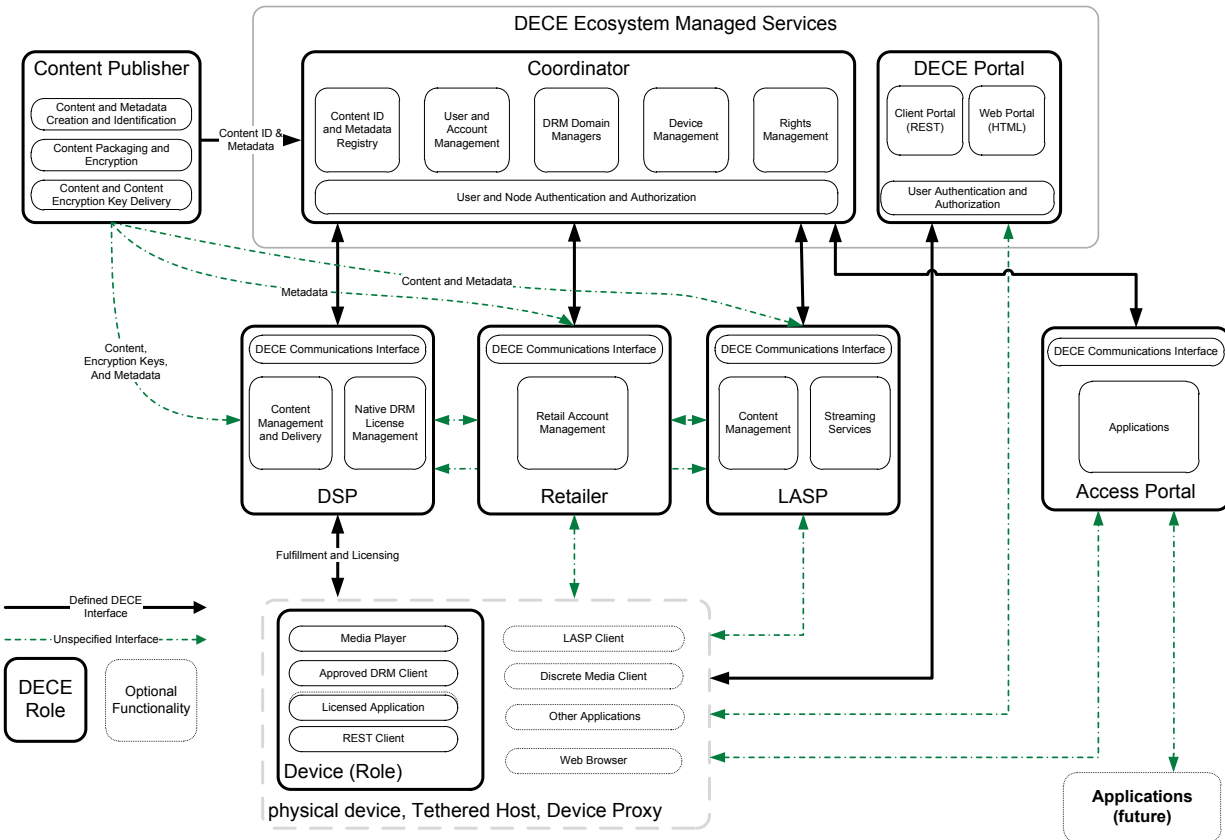 DECE Ecosystem Managed Services
Content Publisher
Content and Metadata
Creation and Identification
Content Packaging and
Encryption
Content and Content
Encryption Key Delivery
Content ID &
Metadata
Coordinator
Content ID
and Metadata
Registry
User and
Account
Management
DRM Domain
Managers
Device
Management
Rights
Management
User and Node Authentication and Authorization
DECE Portal
Client Portal
(REST)
Web Portal
(HTML)
User Authentication and
Authorization
Content and Metadata
Metadata
Content,
Encryption Keys,
And Metadata
DECE Communications Interface
Content
Management
and Delivery
Native DRM
License
Management
DSP
DECE Communications Interface
Retail Account
Management
Retailer
DECE Communications Interface
Content
Management
Streaming
Services
LASP
DECE Communications Interface
Applications
Access Portal
Fulfillment and Licensing
Defined DECE
Interface
Unspecified Interface
DECE
Role
Optional
Functionality
Media Player
Approved DRM Client
Licensed Application
REST Client
Device (Role)
LASP Client
Discrete Media Client
Other Applications
Web Browser
physical device, Tethered Host, Device Proxy
Applications
(future)